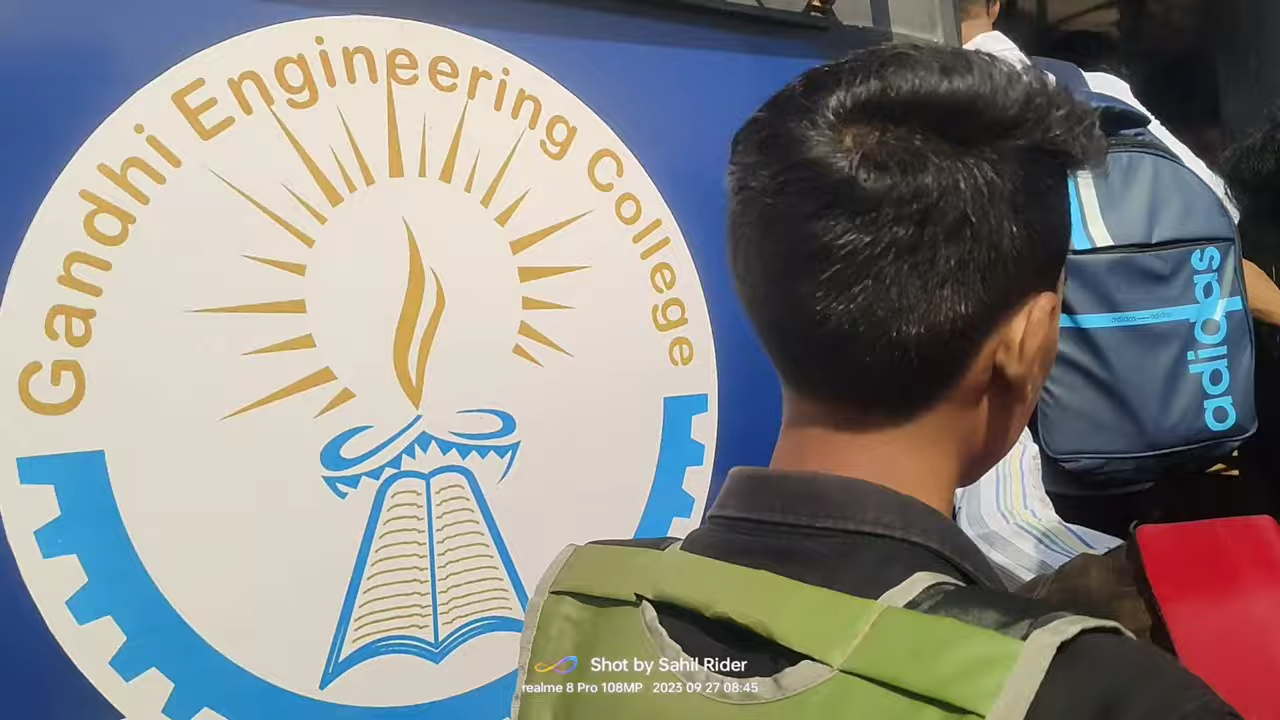 Gandhi Engineering College
adidas
Shot by Sahil Rider
realme 8 Pro 108MP 2023 09 27 08:45